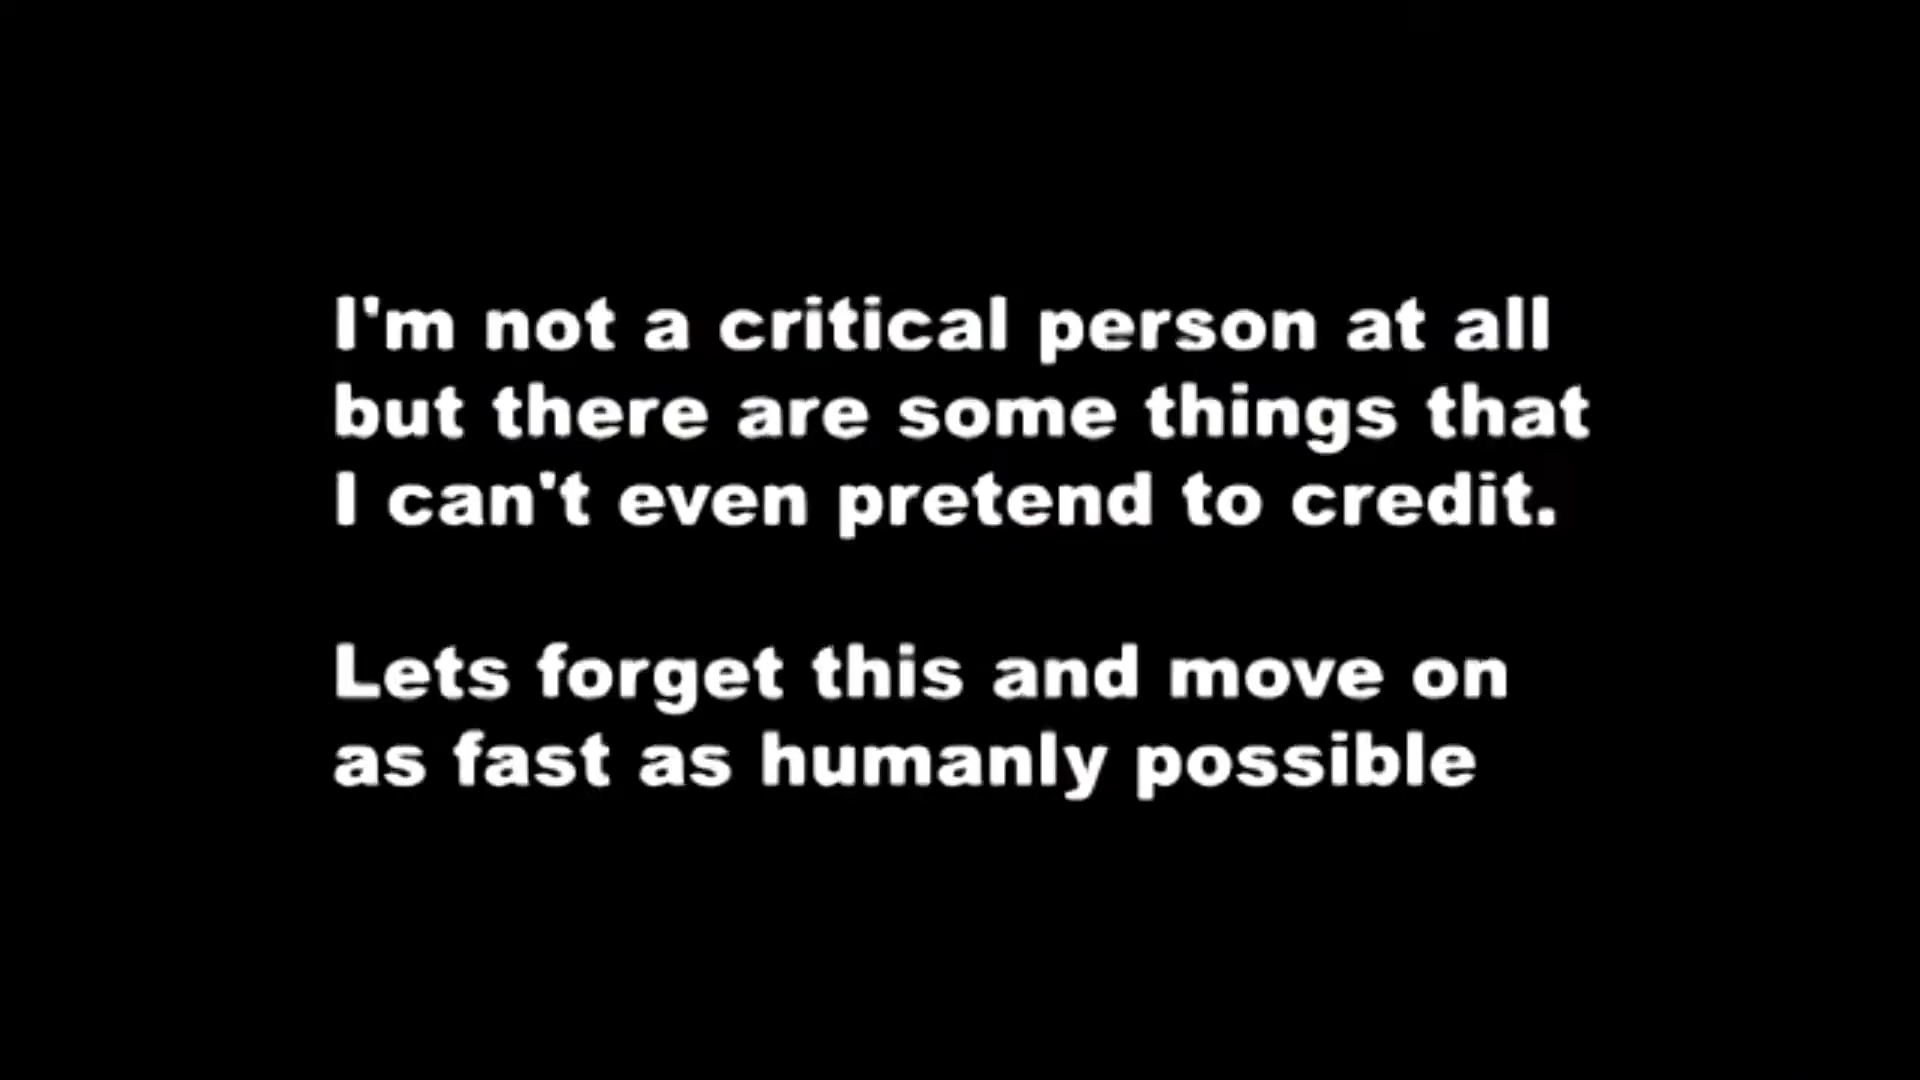 I'm not a critical person at all
but there are some things that
I can't even pretend to credit.
Lets forget this and move on
as fast as humanly possible